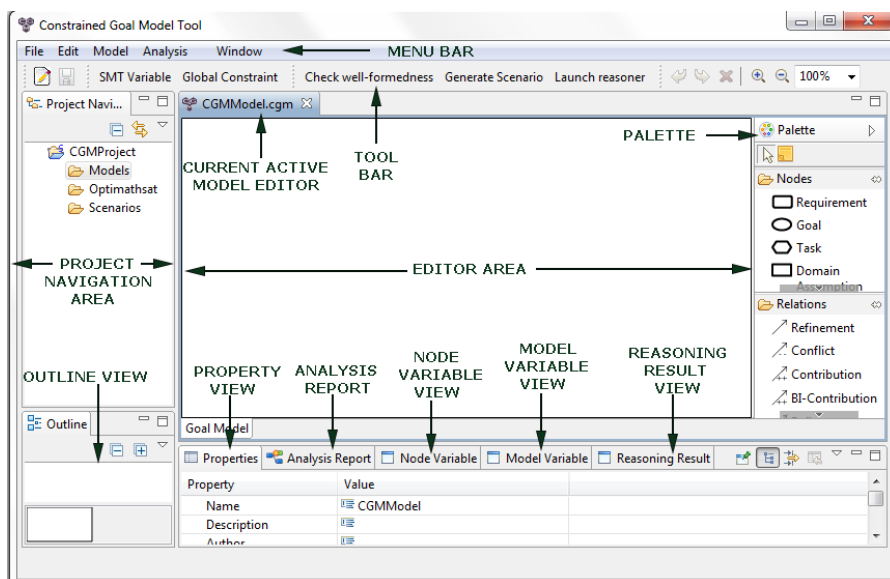 Constrained Goal Model Tool
File Edit Model Analysis Window MENU BAR
SMT Variable Global Constraint Check well-formedness Generate Scenario Launch reasoner 100%
Project Navi...
CGMModel.cgm
CGMProject
Models
Optimathsat
Scenarios
CURRENT ACTIVE
MODEL EDITOR
TOOL
BAR
PALETTE
Palette
Nodes
Requirement
Goal
Task
Domain
Assumption
Relations
Refinement
Conflict
Contribution
BI-Contribution
PROJECT
NAVIGATION
AREA
EDITOR AREA
OUTLINE VIEW
PROPERTY
VIEW
ANALYSIS
REPORT
NODE
VARIABLE
VIEW
MODEL
VARIABLE
VIEW
REASONING
RESULT
VIEW
Outline
Goal Model
Properties Analysis Report Node Variable Model Variable Reasoning Result
Property Value
Name CGMModel
Description
Author